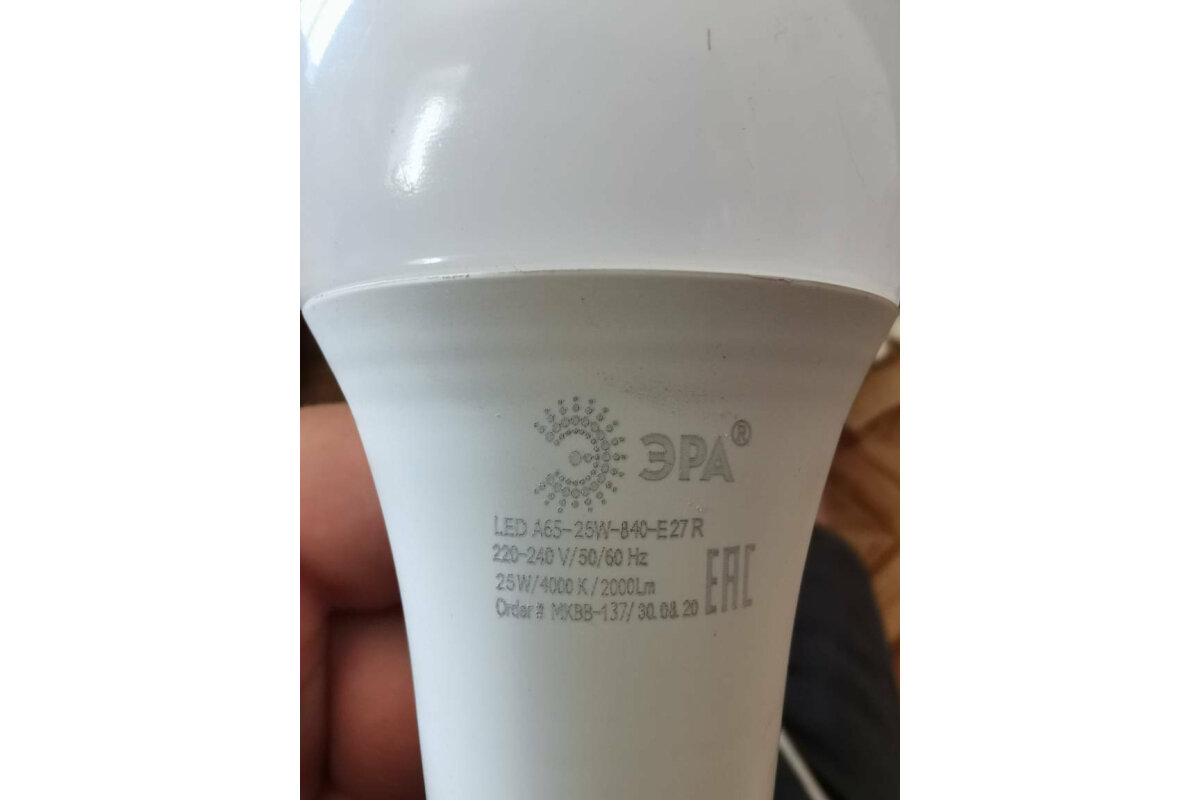 ЭРА®
LED A65-25W-840-E27 R
220-240 V/50/60 Hz
25W/4000 K/2000Lm
Order# MKBB-137/ 30.08.20
EAC